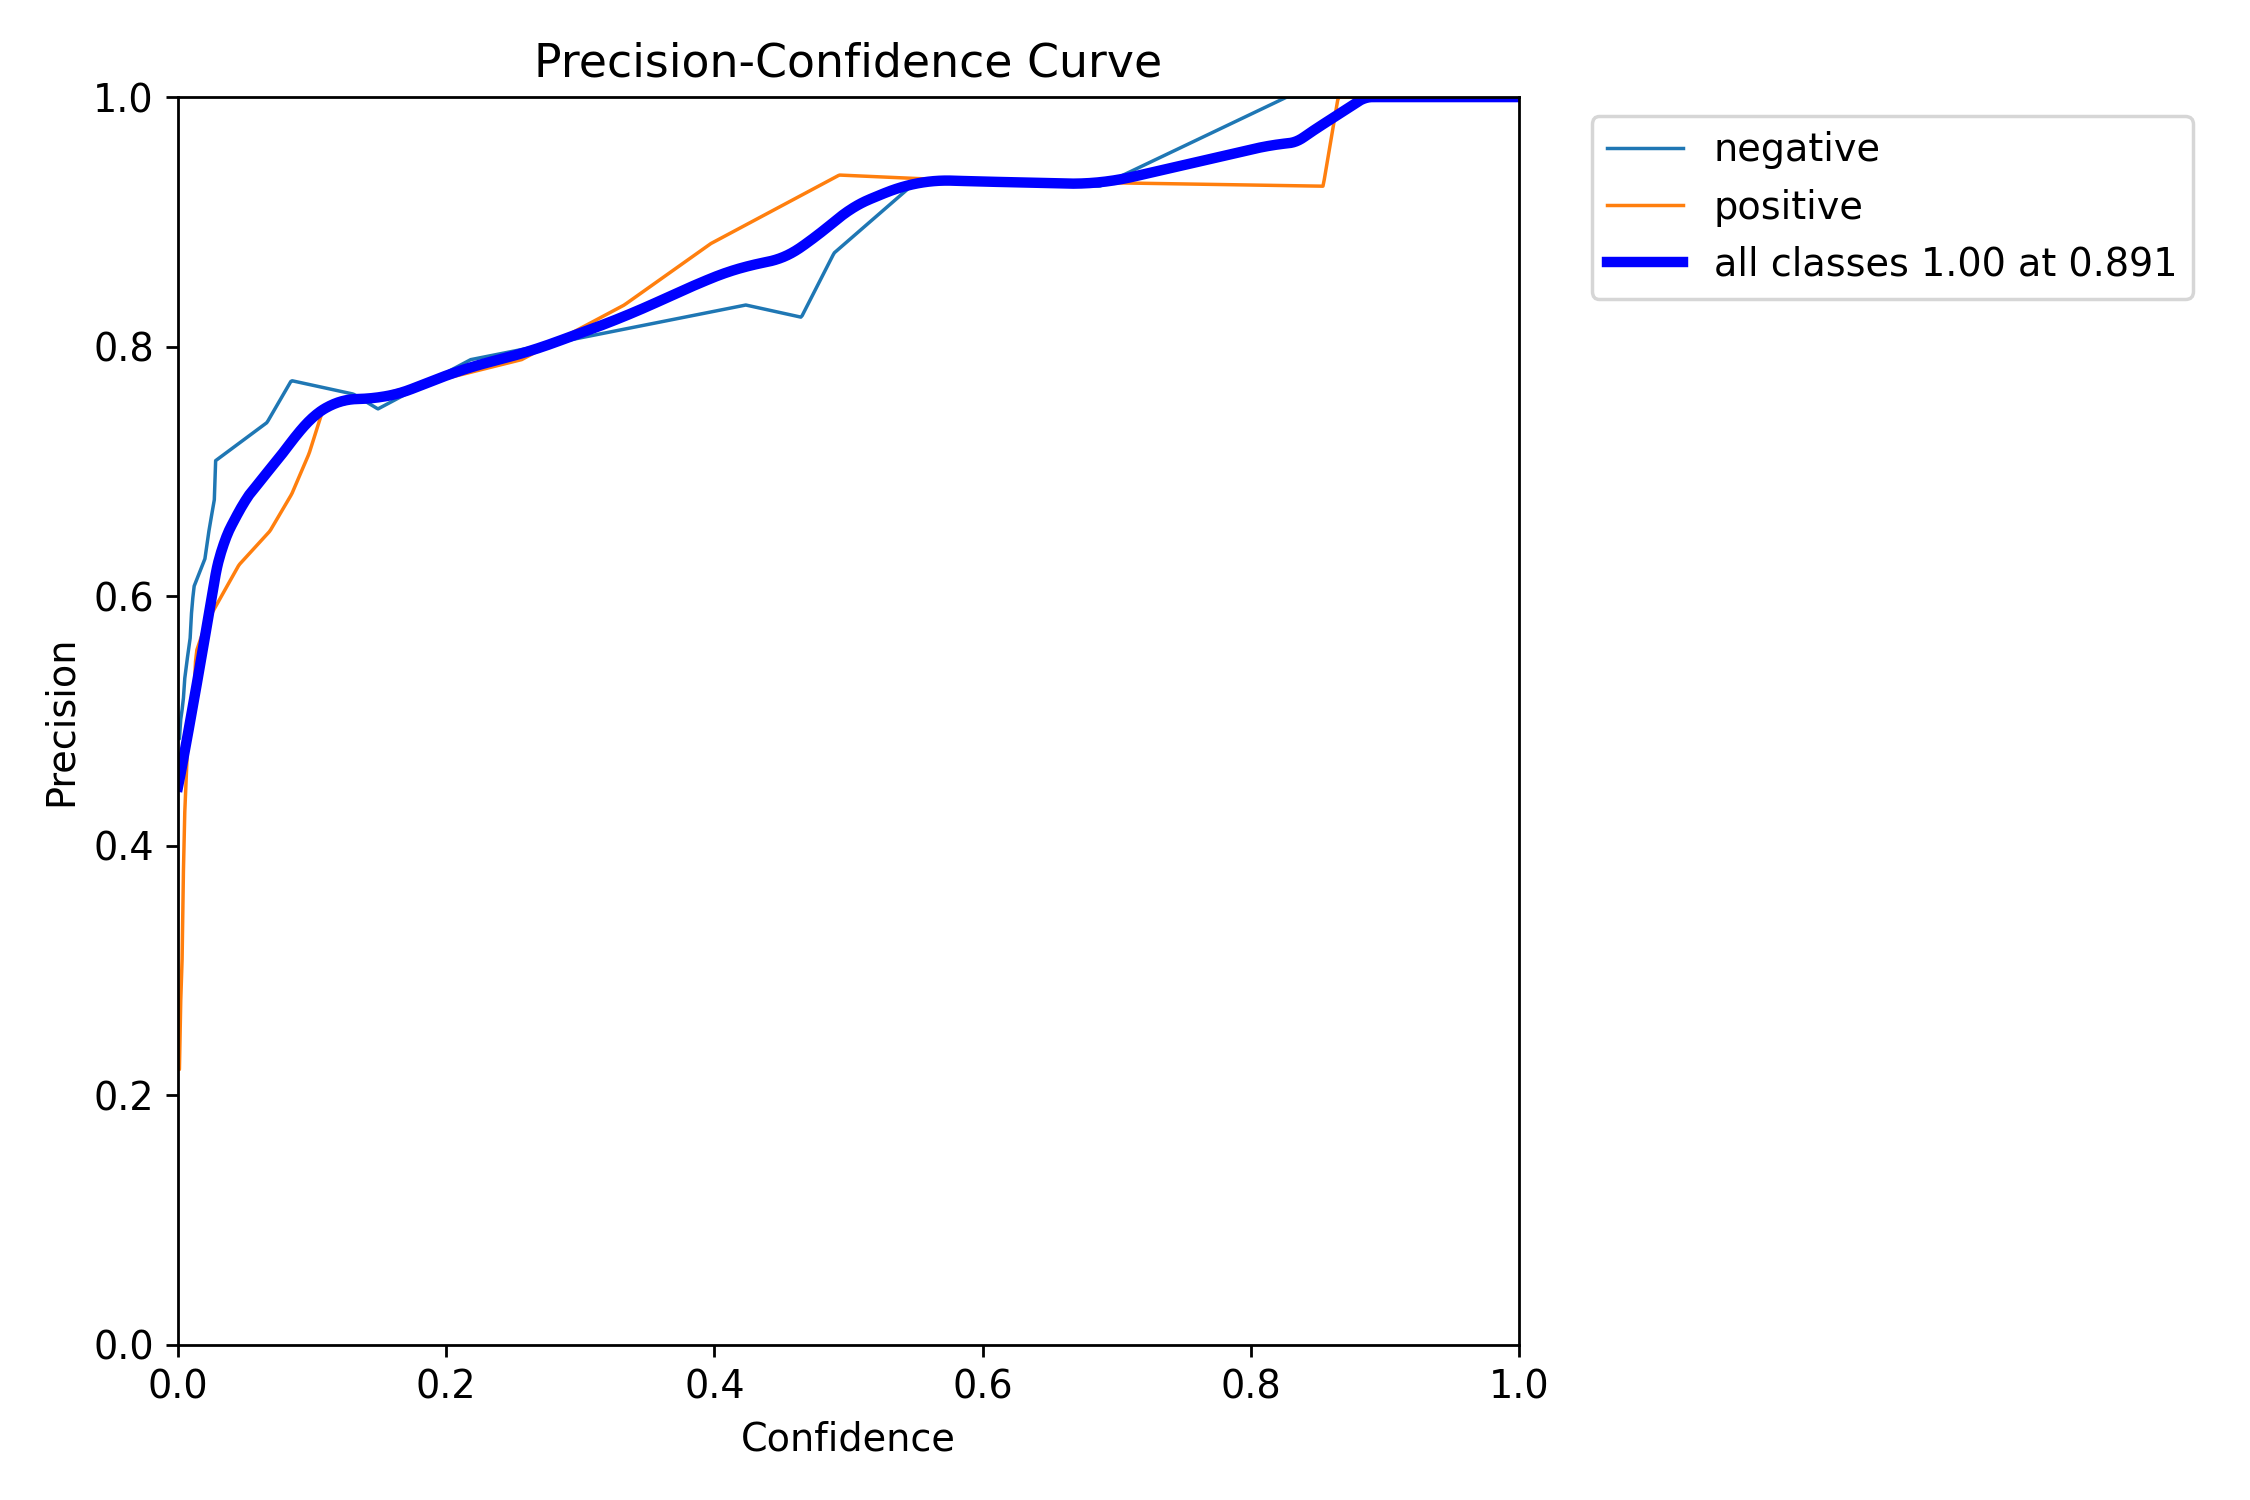 Precision-Confidence Curve
1.0
0.8
0.6
0.4
0.2
0.0
Precision
0.0 0.2 0.4 0.6 0.8 1.0
Confidence
negative
positive
all classes 1.00 at 0.891